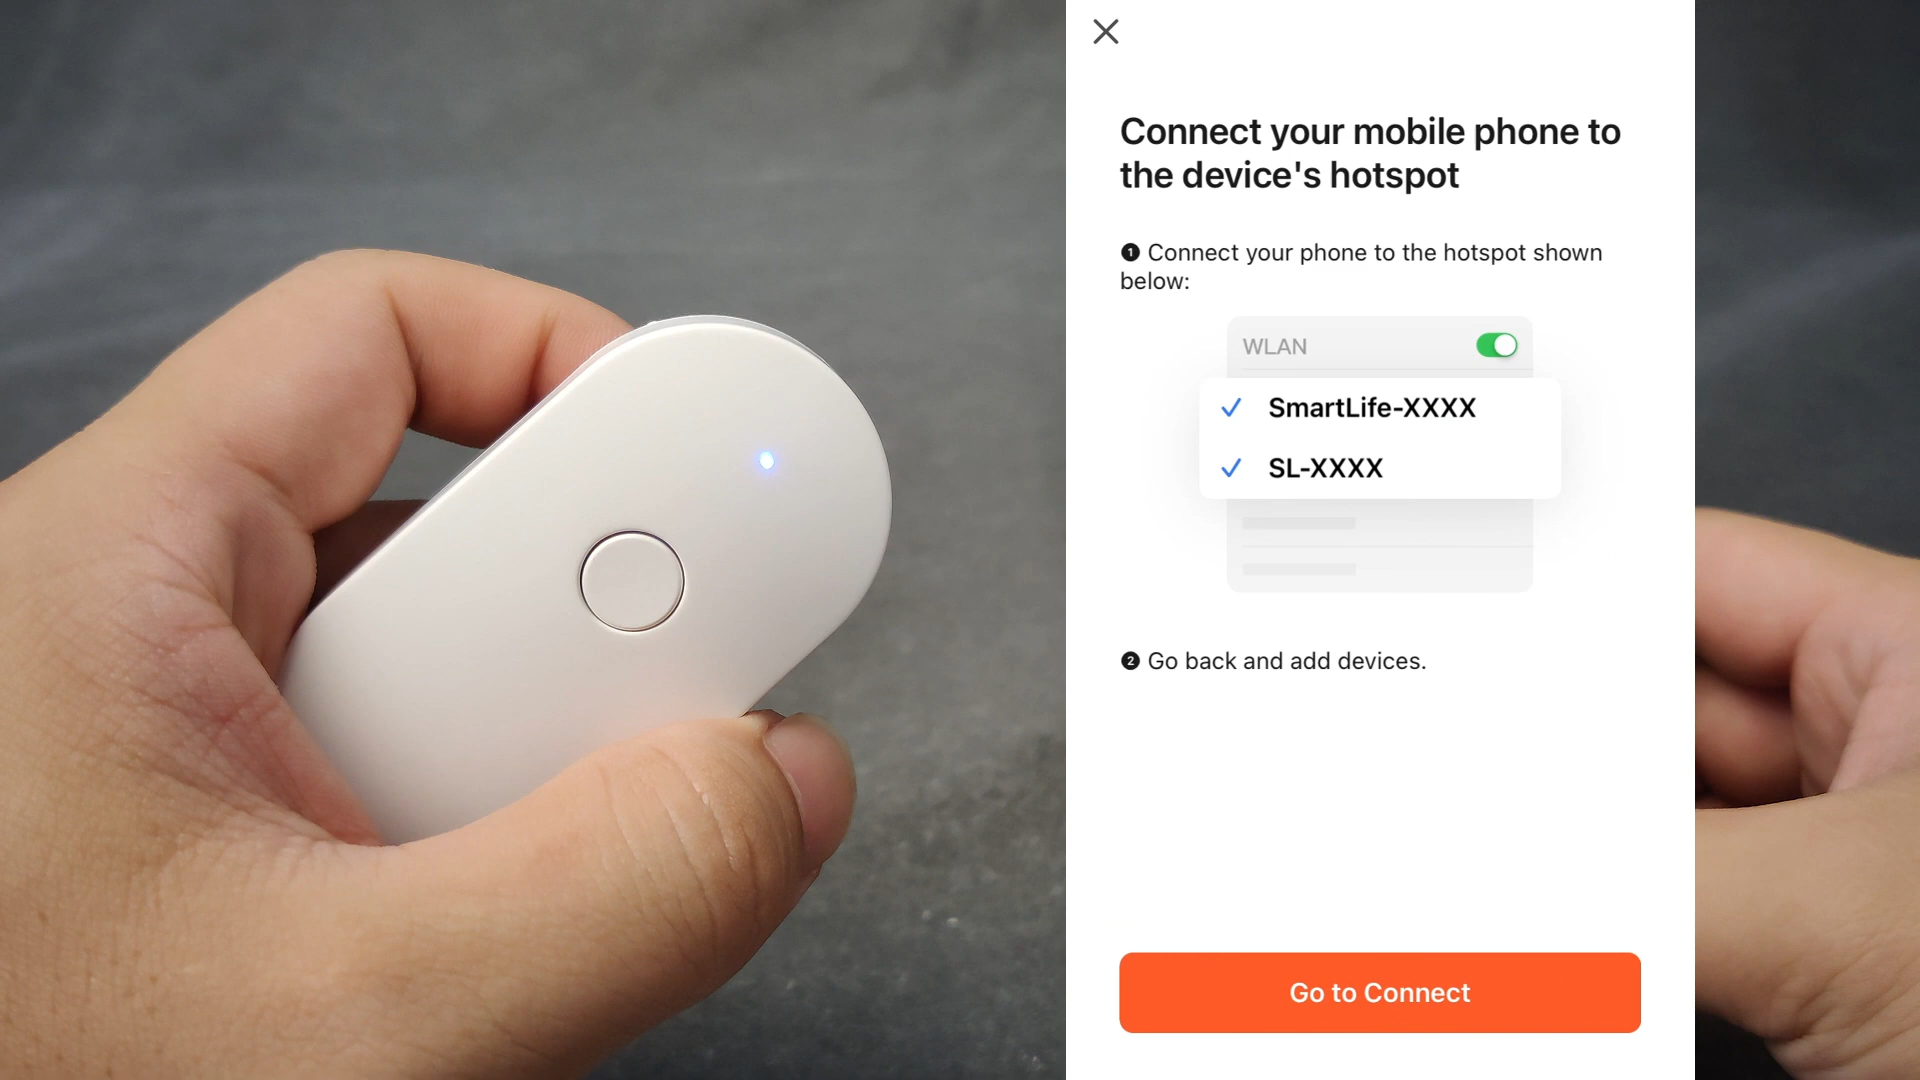 Connect your mobile phone to
the device's hotspot
❶ Connect your phone to the hotspot shown
below:
WLAN
SmartLife-XXXX
SL-XXXX
❷ Go back and add devices.
Go to Connect